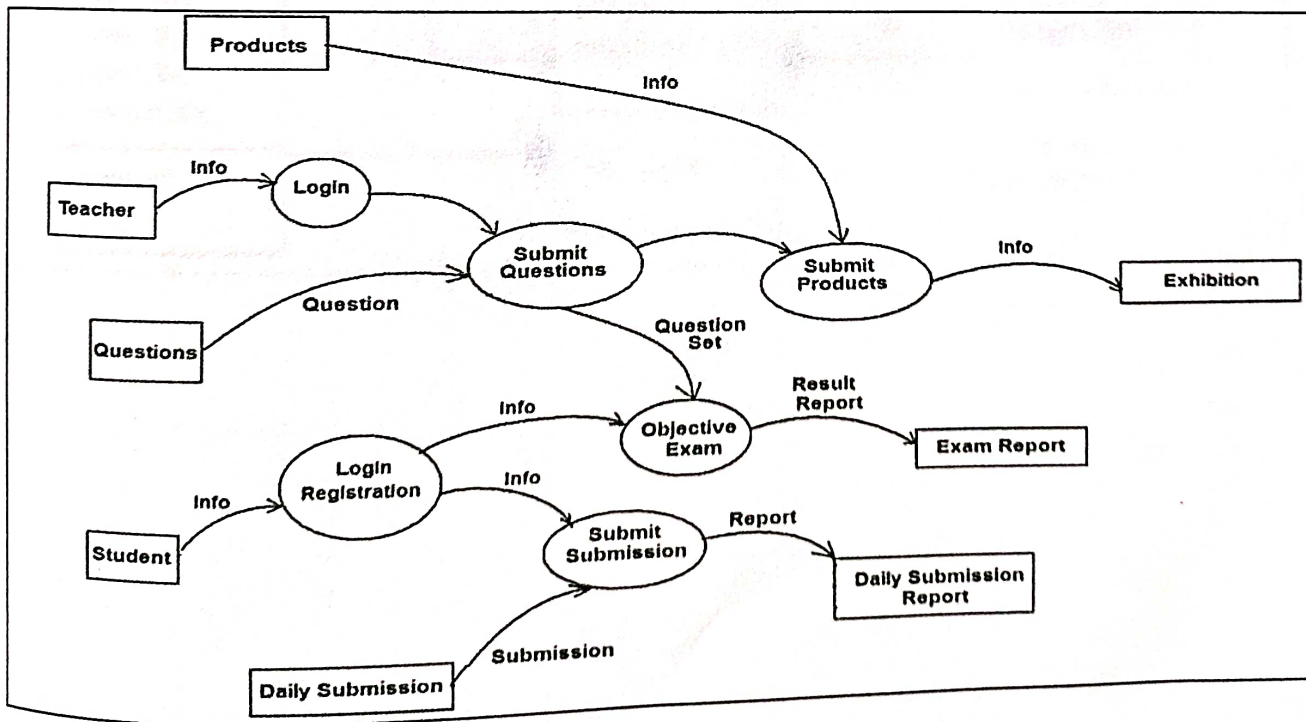 Products
Info
Info
Login
Teacher
Submit
Questions
Submit
Products
Info
Exhibition
Question
Questions
Question
Set
Result
Report
Info
Objective
Exam
Exam Report
Login
Registration
Info
Info
Student
Submit
Submission
Report
Daily Submission
Report
Submission
Daily Submission